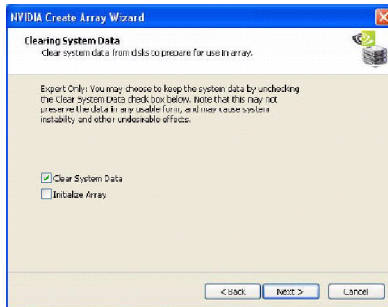 NVIDIA Create Array Wizard
Clearing System Data
Clear system data from disks to prepare for use in array.
Expert Only: You may choose to keep the system data by unchecking
the Clear System Data check box below. Note that this may not
preserve the data in any usable form, and may cause system
instability and other undesirable effects.
Clear System Data
Initialize Array
< Back
Next >
Cancel